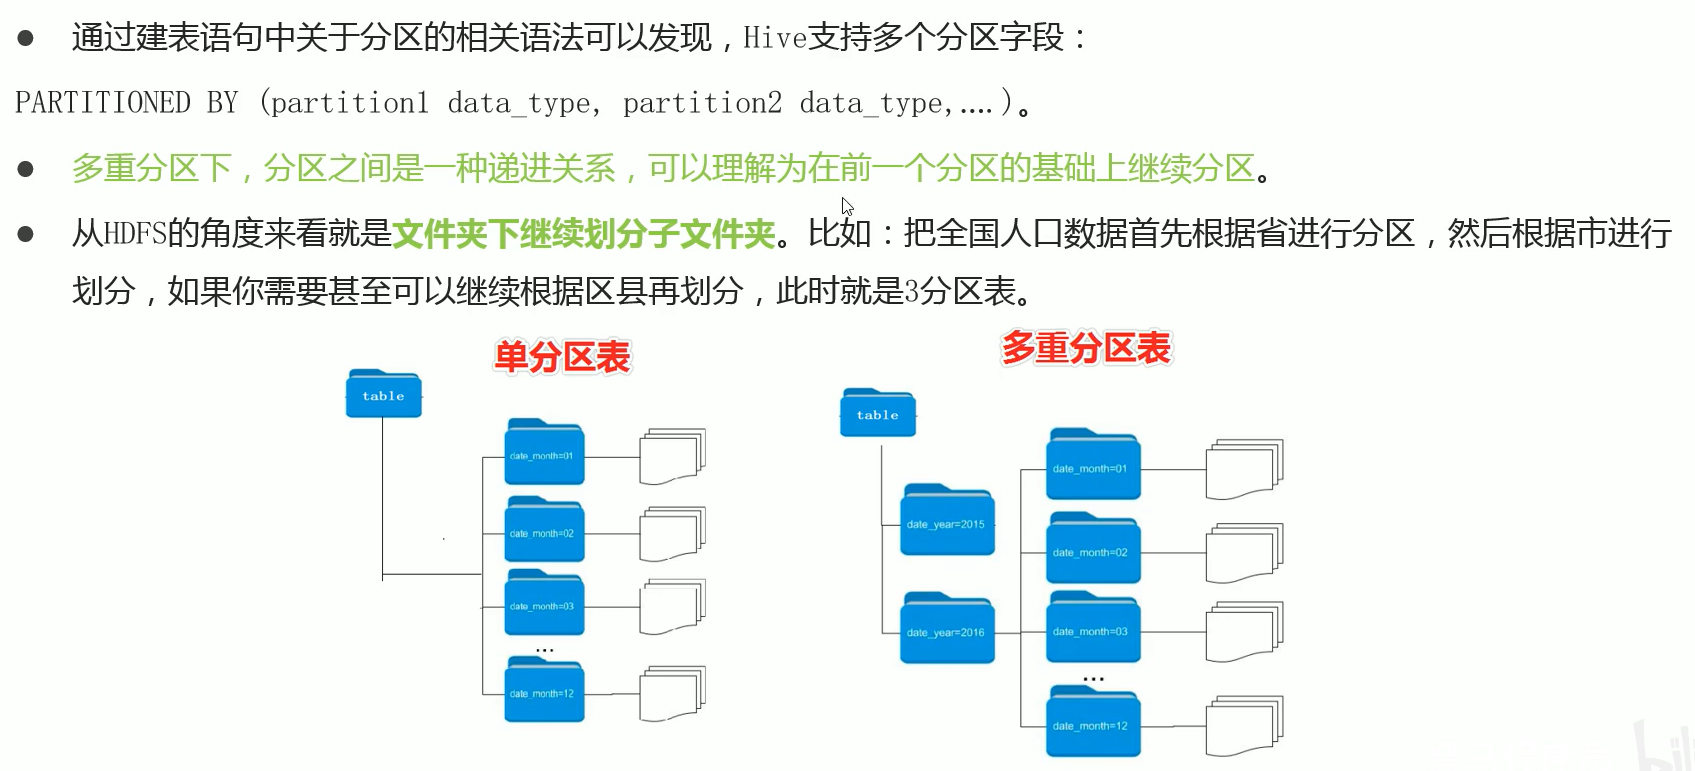 ● 通过建表语句中关于分区的相关语法可以发现，Hive支持多个分区字段：
PARTITIONED BY (partition1 data_type, partition2 data_type,….)。
● 多重分区下，分区之间是一种递进关系，可以理解为在前一个分区的基础上继续分区。
● 从HDFS的角度来看就是文件夹下继续划分子文件夹。比如：把全国人口数据首先根据省进行分区，然后根据市进行
划分，如果你需要甚至可以继续根据区县再划分，此时就是3分区表。
单分区表
table
date_month=01
date_month=02
date_month=03
...
date_month=12
多重分区表
table
date_year=2015
date_year=2016
date_month=01
date_month=02
date_month=03
...
date_month=12